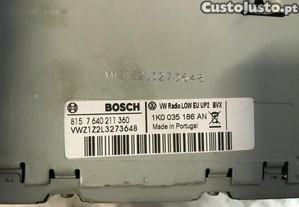 CustoJusto
VWZ1Z2L3273648
BOSCH
VW Radio LOW EU UP2 BVX
815 7 640 211 360
1K0 035 186 AN
VWZ1Z2L3273648
Made in Portugal